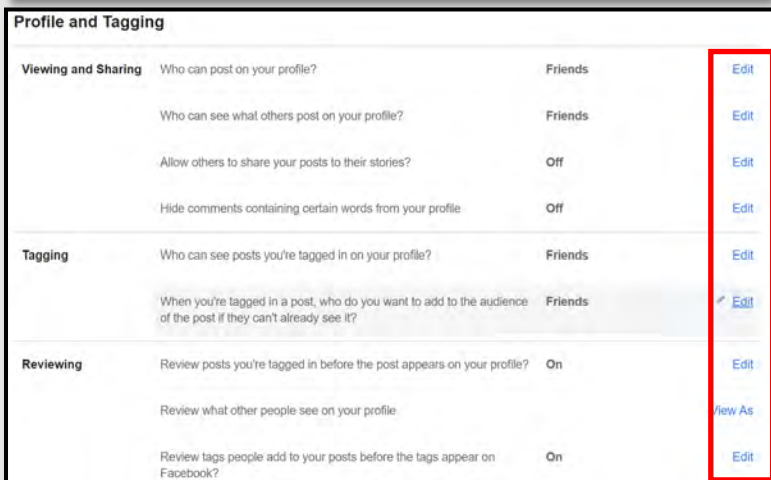 Profile and Tagging
Viewing and Sharing Who can post on your profile? Friends Edit
Who can see what others post on your profile? Friends Edit
Allow others to share your posts to their stories? Off Edit
Hide comments containing certain words from your profile Off Edit
Tagging Who can see posts you're tagged in on your profile? Friends Edit
When you're tagged in a post, who do you want to add to the audience Friends Edit
of the post if they can't already see it?
Reviewing Review posts you're tagged in before the post appears on your profile? On Edit
Review what other people see on your profile View As
Review tags people add to your posts before the tags appear on On Edit
Facebook?